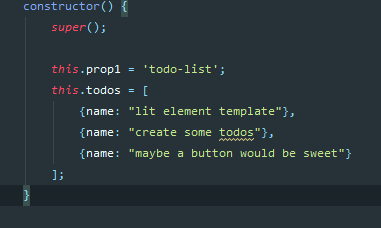 constructor() {
super();
this.prop1 = 'todo-list';
this.todos = [
{name: "lit element template"},
{name: "create some todos"},
{name: "maybe a button would be sweet"}
];
}